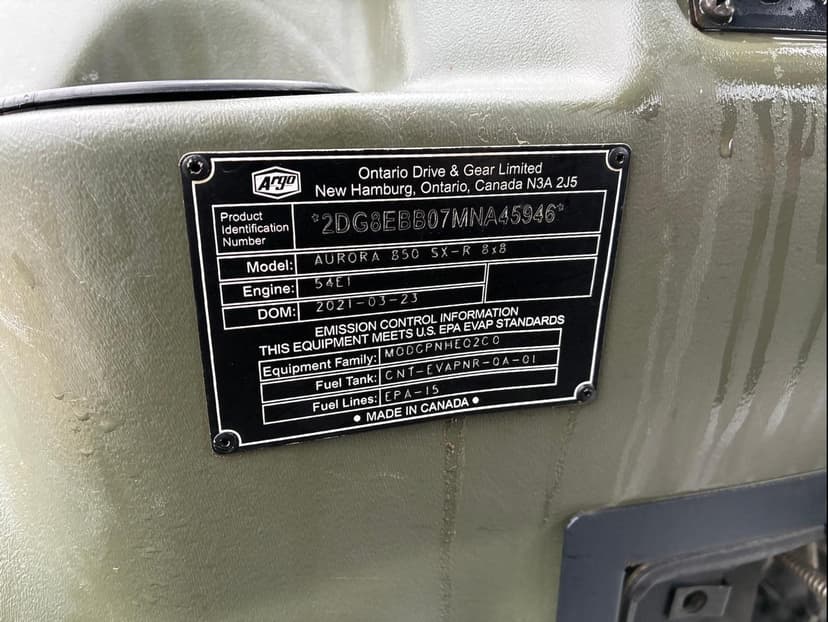 Argo
Ontario Drive & Gear Limited
New Hamburg, Ontario, Canada N3A 2J5
Product Identification Number *2DG8EBB07MNA45946*
Model: AURORA 850 SX-R 8x8
Engine: 54E1
DOM: 2021-03-23
EMISSION CONTROL INFORMATION
THIS EQUIPMENT MEETS U.S. EPA EVAP STANDARDS
Equipment Family: MODGPNHEQ2C0
Fuel Tank: CNT-EVAPNR-0A-01
Fuel Lines: EPA-15
• MADE IN CANADA •